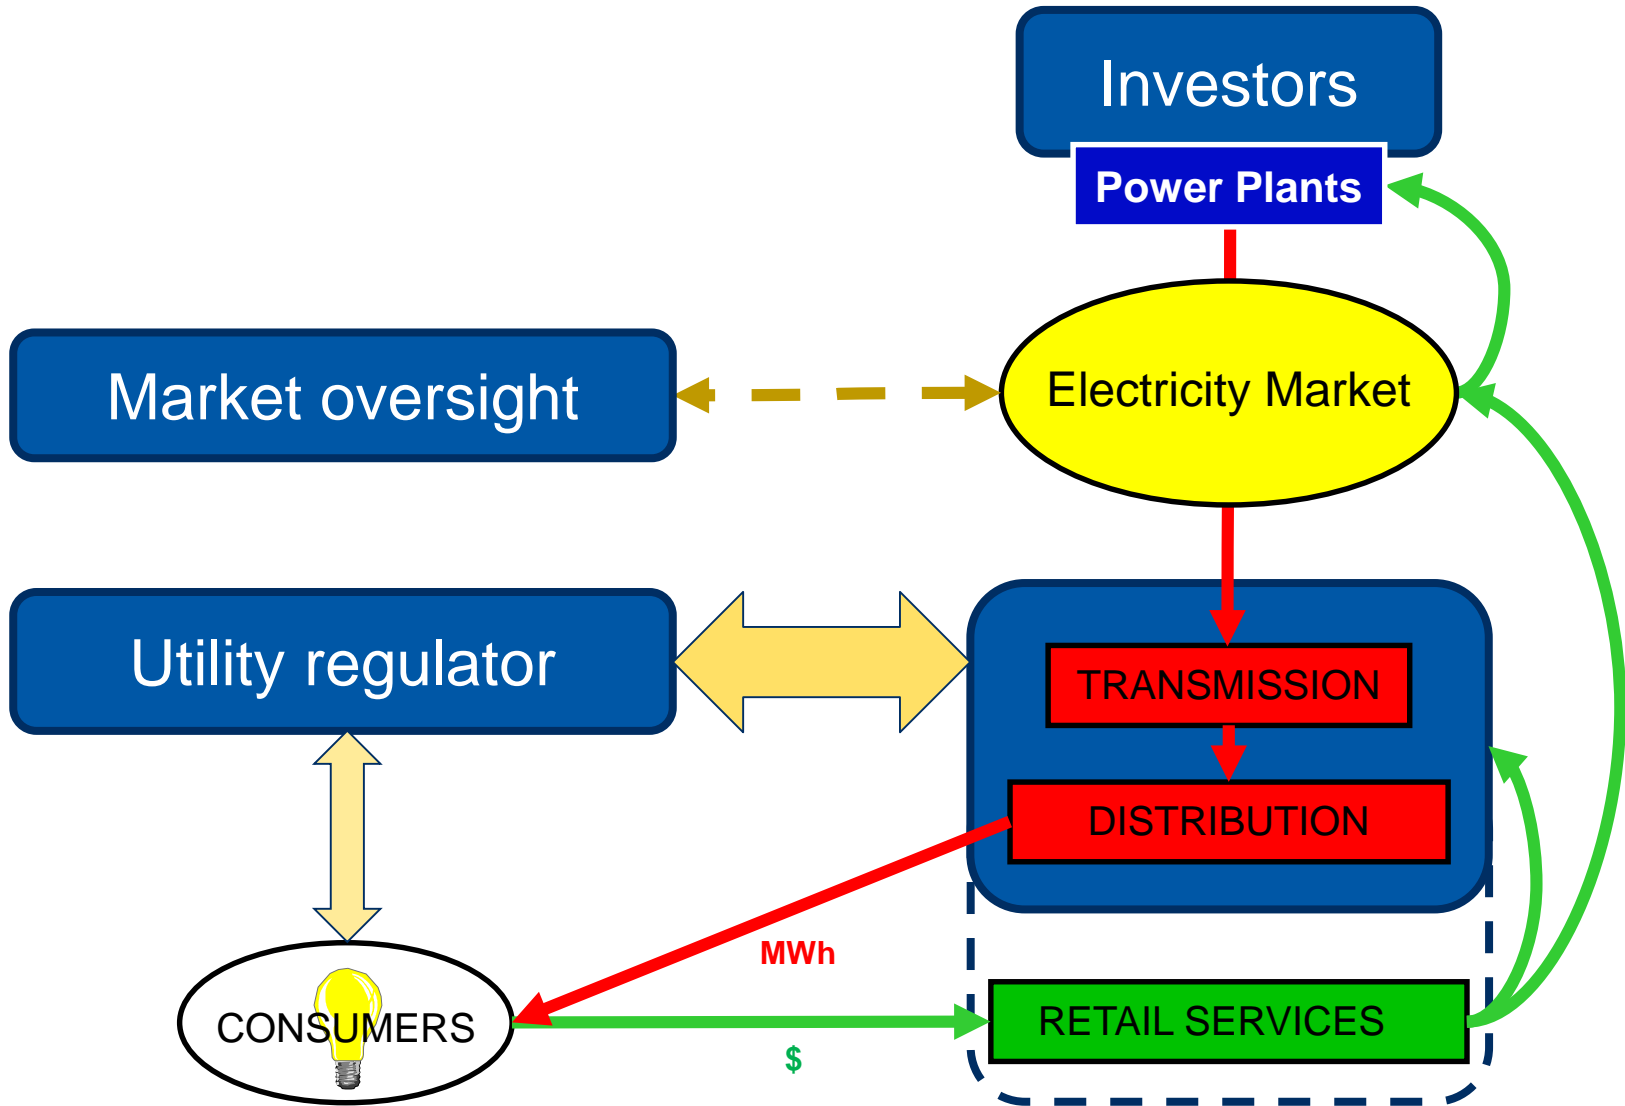 Investors
Power Plants
Market oversight
Electricity Market
Utility regulator
TRANSMISSION
DISTRIBUTION
MWh
CONSUMERS
RETAIL SERVICES
$